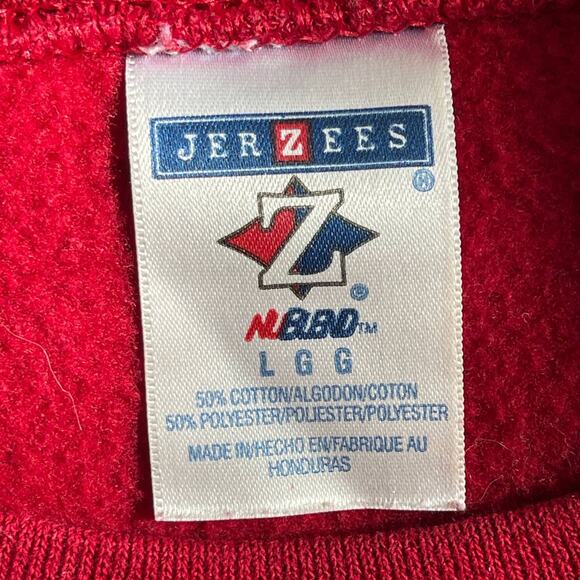 JERZEES
®
Z
®
NUBLEND™
L G G
50% COTTON/ALGODON/COTON
50% POLYESTER/POLIESTER/POLYESTER
MADE IN/HECHO EN/FABRIQUE AU
HONDURAS